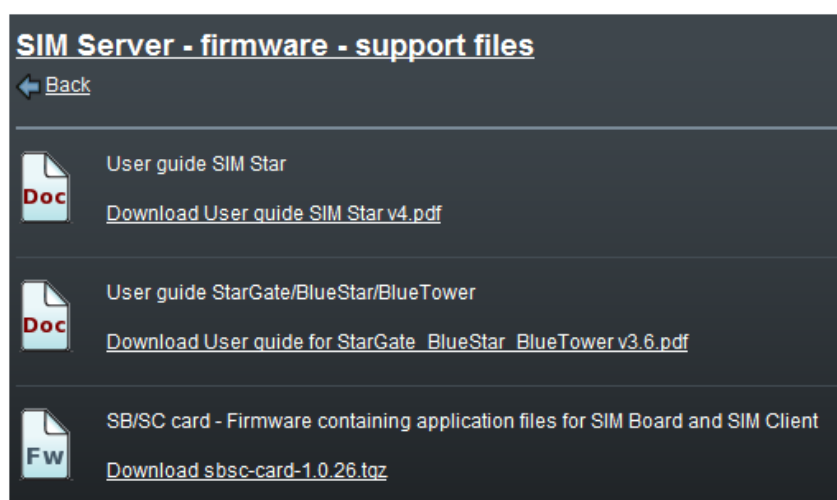 SIM Server - firmware - support files
Back
User guide SIM Star
Doc
Download User guide SIM Star v4.pdf
User guide StarGate/BlueStar/BlueTower
Doc
Download User guide for StarGate_BlueStar_BlueTower v3.6.pdf
SB/SC card - Firmware containing application files for SIM Board and SIM Client
Fw
Download sbsc-card-1.0.26.tgz